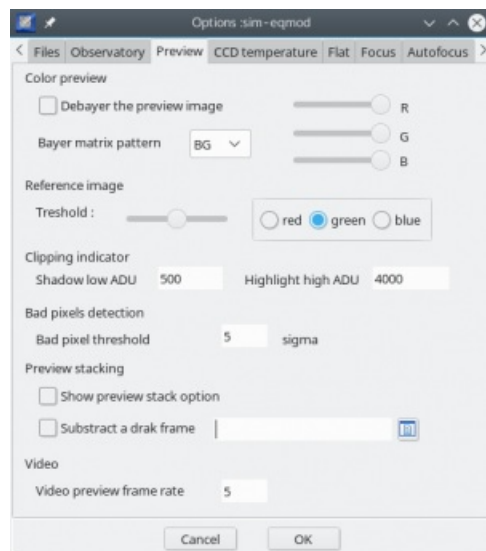 Options :sim-eqmod
Files Observatory Preview CCD temperature Flat Focus Autofocus
Color preview
Debayer the preview image
R
G
B
Bayer matrix pattern BG
Reference image
Treshold :
red green blue
Clipping indicator
Shadow low ADU 500 Highlight high ADU 4000
Bad pixels detection
Bad pixel threshold 5 sigma
Preview stacking
Show preview stack option
Substract a drak frame
Video
Video preview frame rate 5
Cancel OK